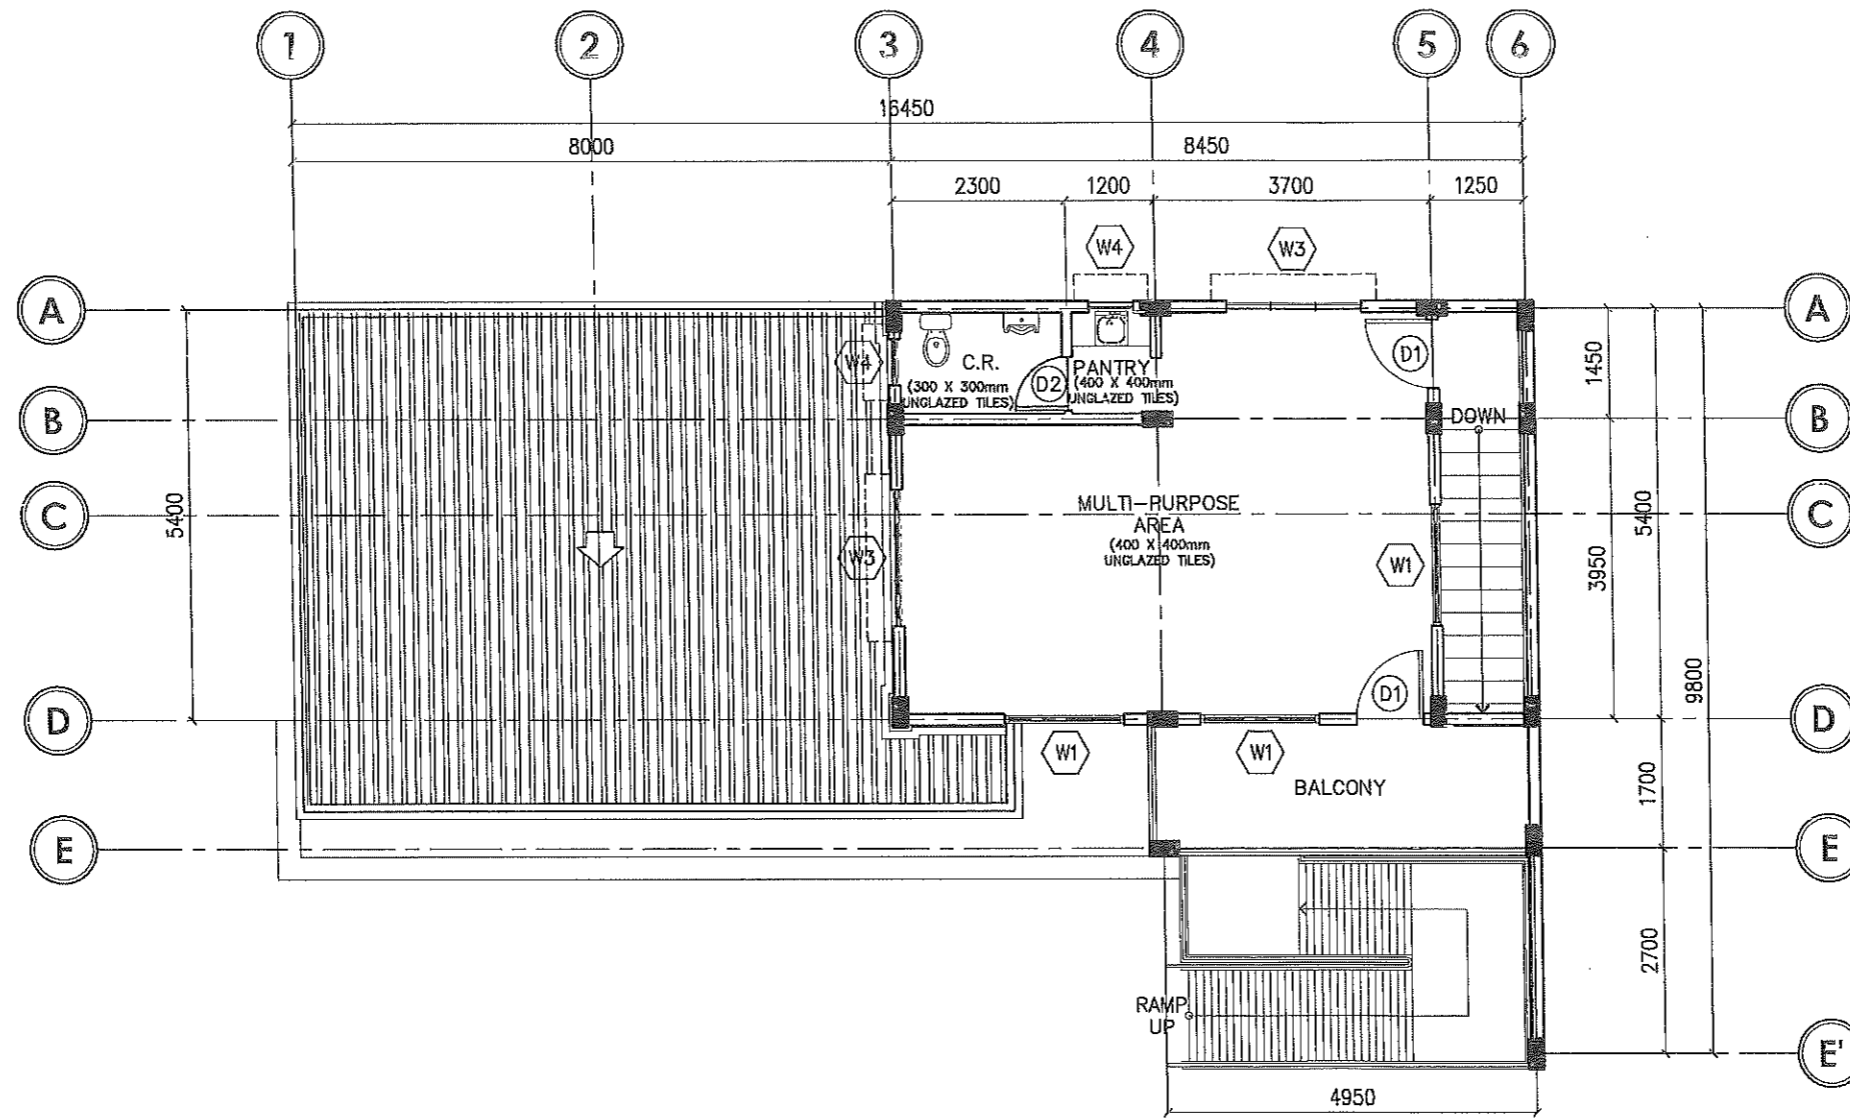 1 2 3 4 5 6
16450
8000 8450
2300 1200 3700 1250
W4 W3
A A
W4 C.R. D2 PANTRY D1
(300 X 300mm (400 X 400mm
UNGLAZED TILES) UNGLAZED TILES)
1450
B DOWN B
MULTI-PURPOSE
AREA
(400 X 400mm
UNGLAZED TILES)
C C
5400 5400
W3 W1
3950
9800
D D1 D
W1 W1
BALCONY
1700
E E
2700
RAMP
UP
E'
4950